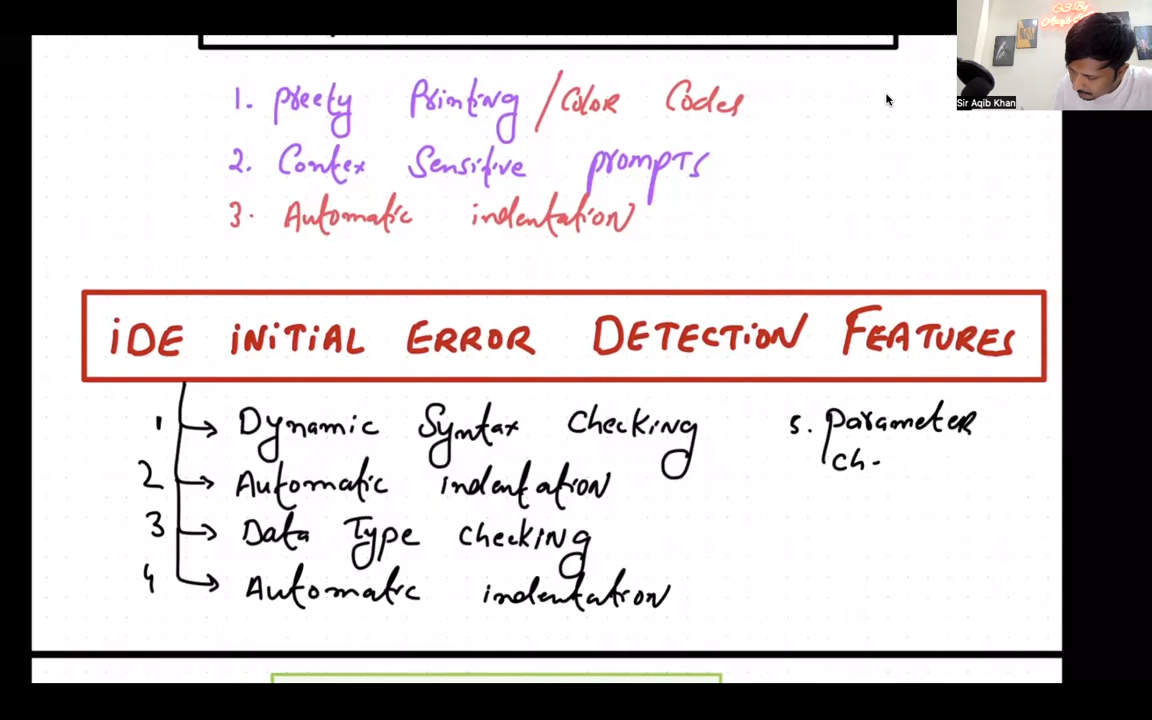 1. Preety Printing / Color Codes
2. Contex Sensitive prompts
3. Automatic indentation
iDE iNiTiAL ERROR DETECTiON FEATURES
1 Dynamic Syntax Checking
2 Automatic indentation
3 Data Type checking
4 Automatic indentation
5. Parameter
ch-
Sir Aqib Khan